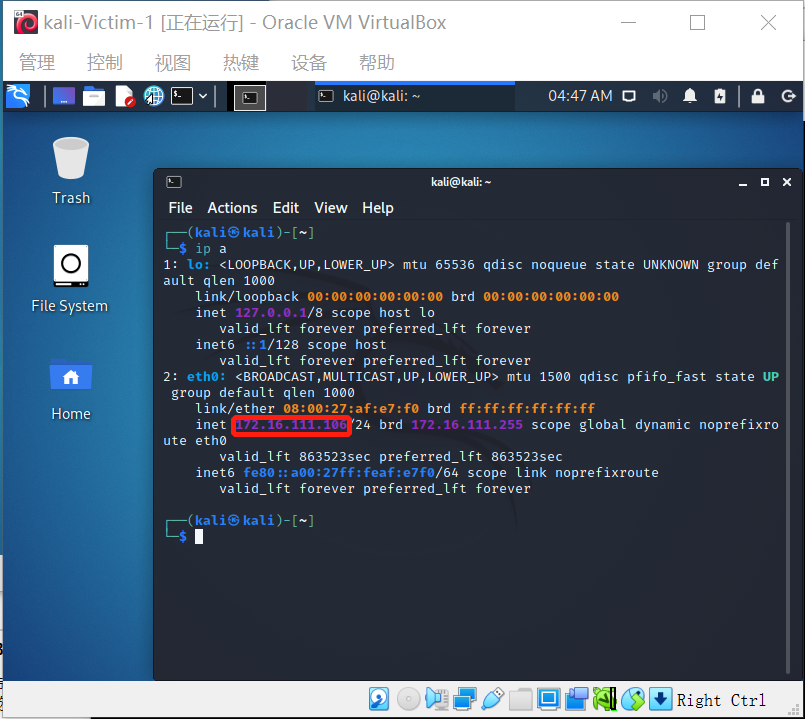 kali-Victim-1 [正在运行] - Oracle VM VirtualBox
管理 控制 视图 热键 设备 帮助
kali@kali: ~ 04:47 AM
Trash
File System
Home
kali@kali: ~
File Actions Edit View Help
┌──(kali㉿kali)-[~]
└─$ ip a
1: lo: <LOOPBACK,UP,LOWER_UP> mtu 65536 qdisc noqueue state UNKNOWN group def
ault qlen 1000
link/loopback 00:00:00:00:00:00 brd 00:00:00:00:00:00
inet 127.0.0.1/8 scope host lo
valid_lft forever preferred_lft forever
inet6 ::1/128 scope host
valid_lft forever preferred_lft forever
2: eth0: <BROADCAST,MULTICAST,UP,LOWER_UP> mtu 1500 qdisc pfifo_fast state UP
group default qlen 1000
link/ether 08:00:27:af:e7:f0 brd ff:ff:ff:ff:ff:ff
inet 172.16.111.106/24 brd 172.16.111.255 scope global dynamic noprefixro
ute eth0
valid_lft 863523sec preferred_lft 863523sec
inet6 fe80::a00:27ff:feaf:e7f0/64 scope link noprefixroute
valid_lft forever preferred_lft forever
┌──(kali㉿kali)-[~]
└─$
Right Ctrl